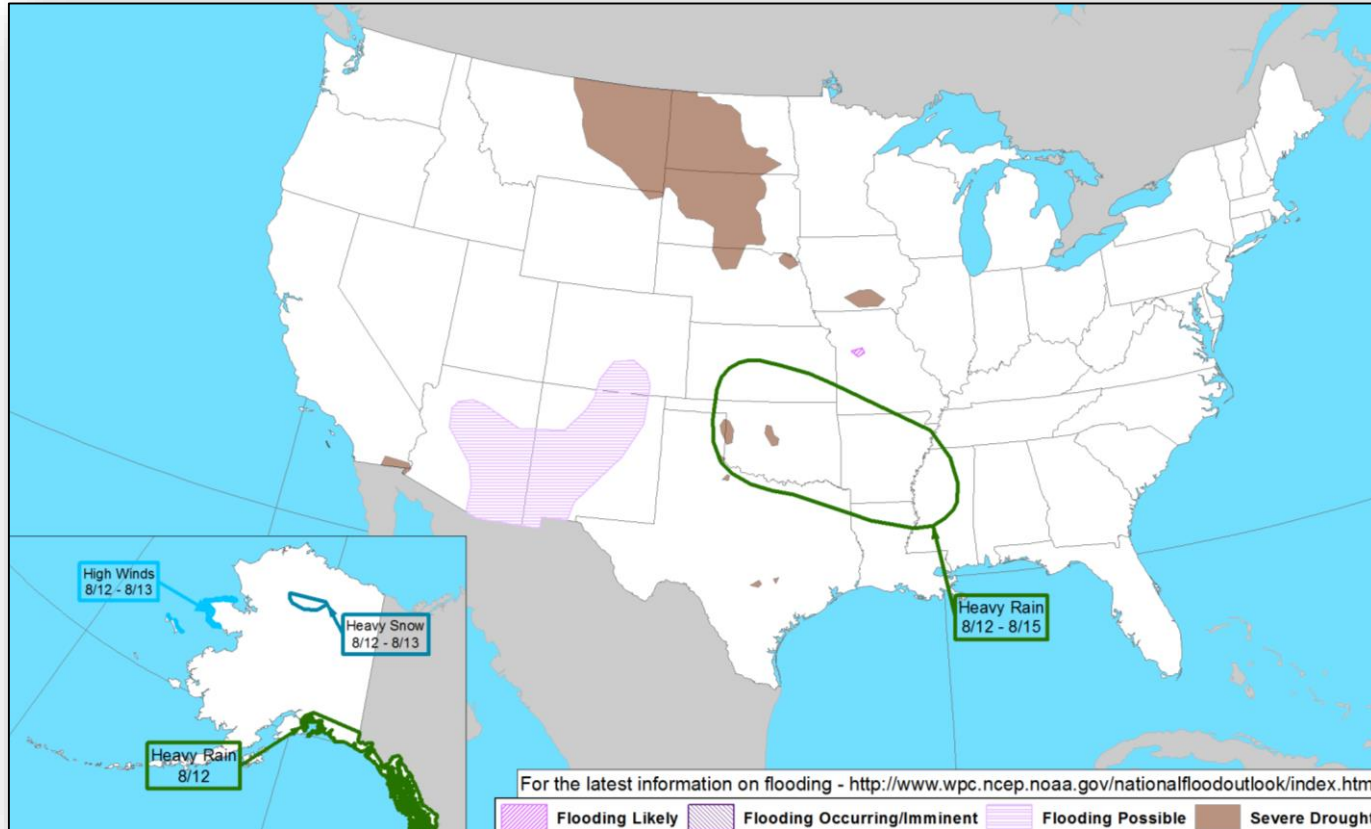 High Winds
8/12 - 8/13
Heavy Snow
8/12 - 8/13
Heavy Rain
8/12
Heavy Rain
8/12 - 8/15
For the latest information on flooding - http://www.wpc.ncep.noaa.gov/nationalfloodoutlook/index.htm
Flooding Likely Flooding Occurring/Imminent Flooding Possible Severe Drough